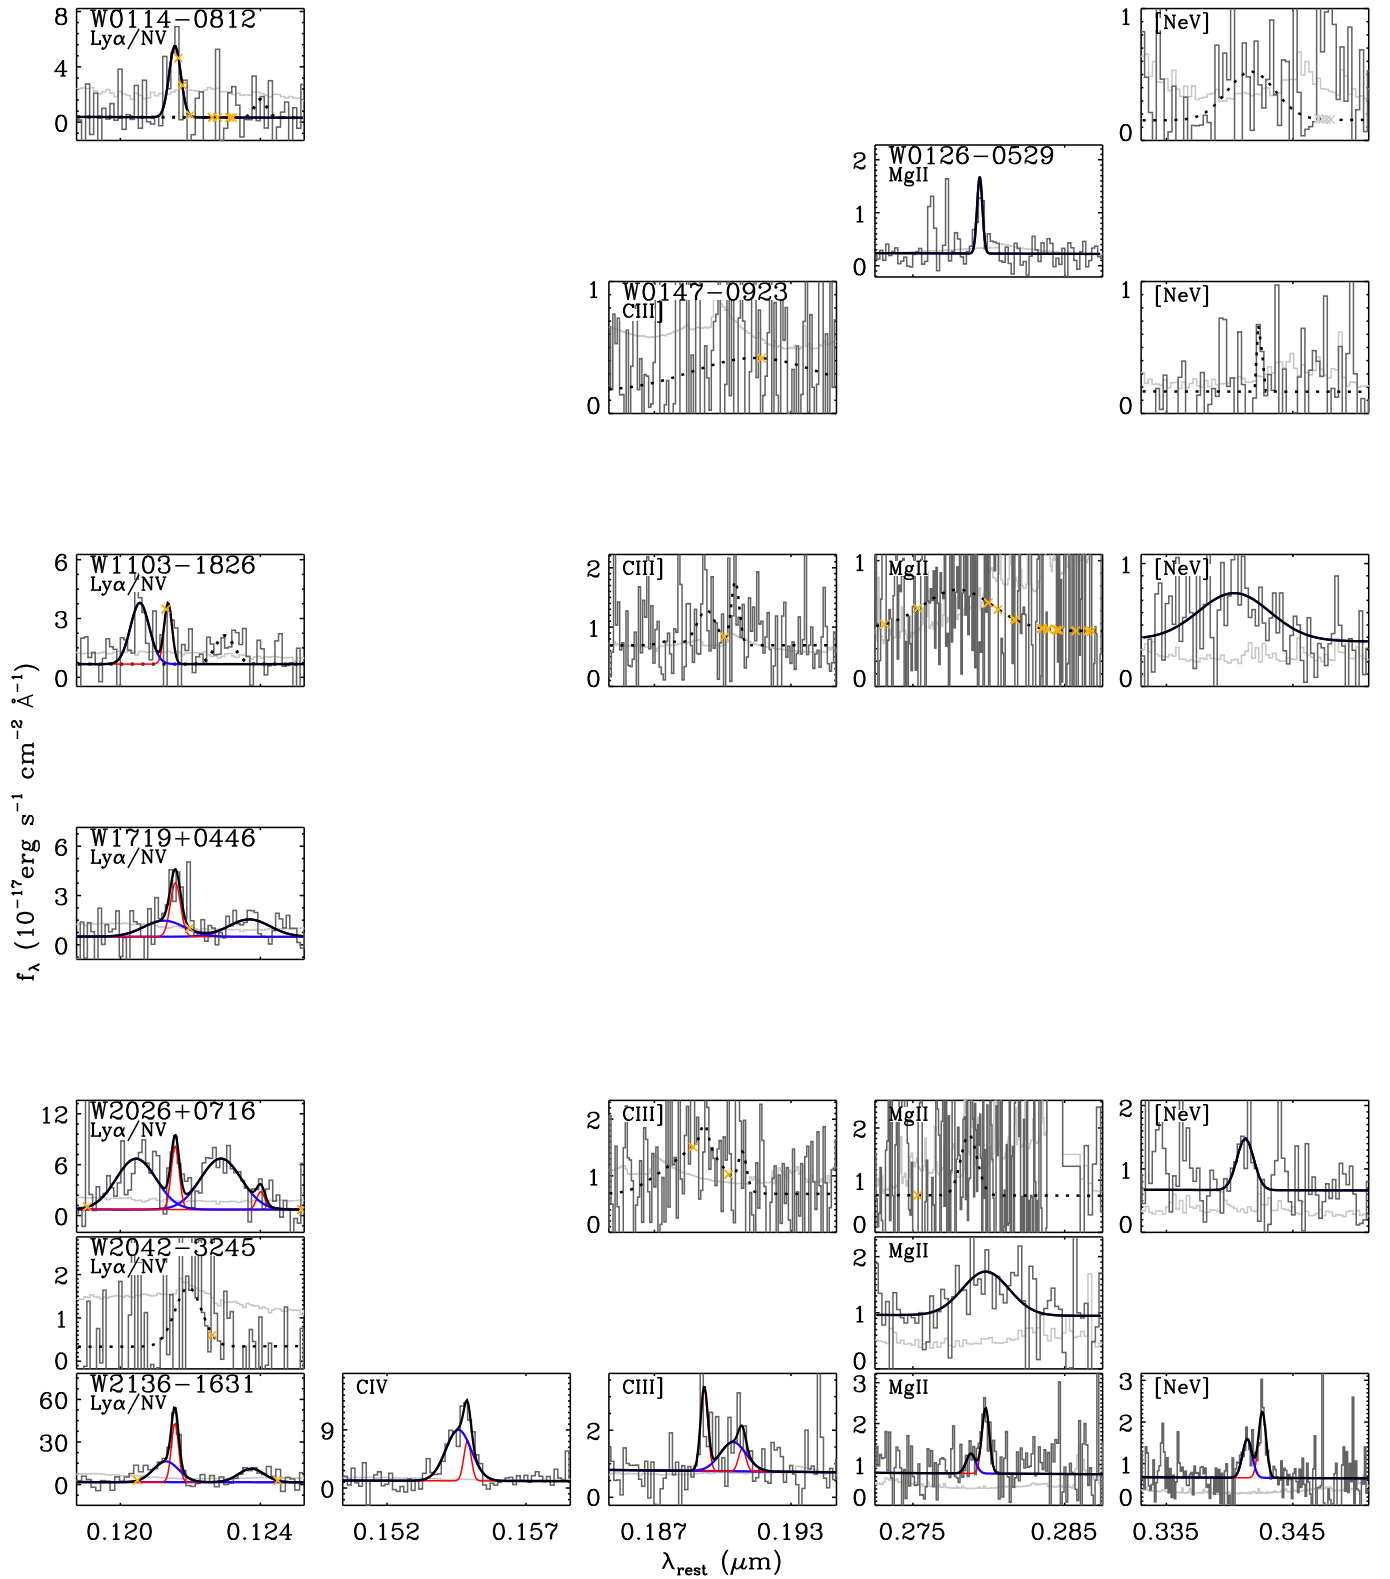 W0114−0812
Lyα/NV
8
4
0
[NeV]
1
0
W0126−0529
MgII
2
1
0
W0147−0923
CIII]
1
0
[NeV]
1
0
W1103−1826
Lyα/NV
6
3
0
CIII]
2
1
0
MgII
1
0
[NeV]
1
0
W1719+0446
Lyα/NV
6
3
0
fλ (10−17erg s−1 cm−2 Å−1)
W2026+0716
Lyα/NV
12
6
0
CIII]
2
1
0
MgII
2
1
0
[NeV]
2
1
0
W2042−3245
Lyα/NV
2
1
0
MgII
2
1
0
W2136−1631
Lyα/NV
60
30
0
CIV
9
0
CIII]
2
0
MgII
3
2
1
0
[NeV]
3
2
1
0
0.120 0.124 0.152 0.157 0.187 0.193 0.275 0.285 0.335 0.345
λrest (μm)